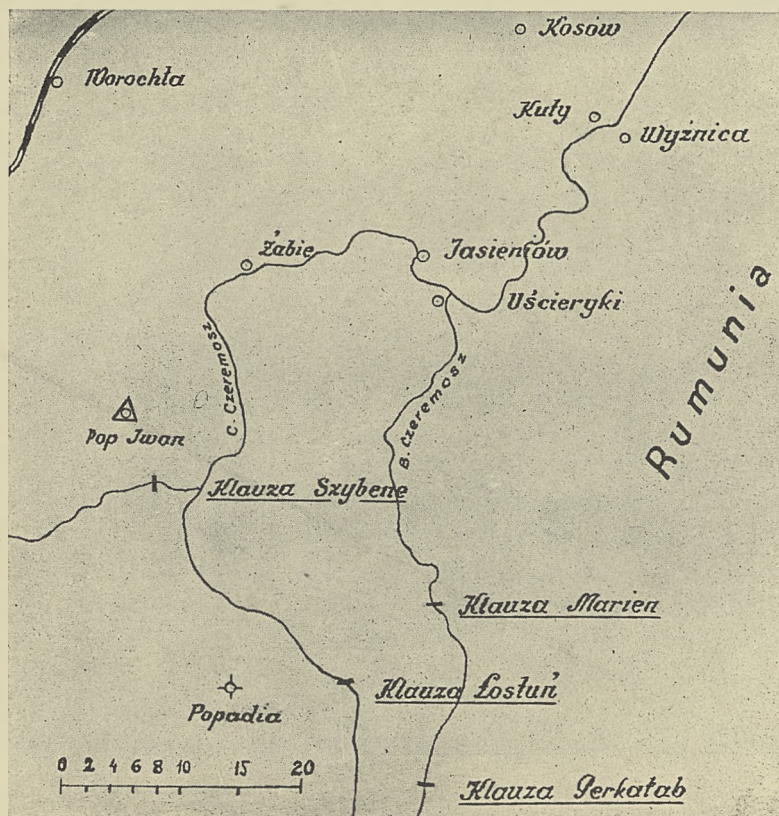 Kosów
Worochta
Kuty
Wyżnica
Żabie
Jasienów
Uścieryki
Rumunia
C. Czeremosz
B. Czeremosz
Pop Jwan
Klauza Szybene
Klauza Marien
Klauza Łostuń
Popadia
0 2 4 6 8 10 15 20
Klauza Perkałab